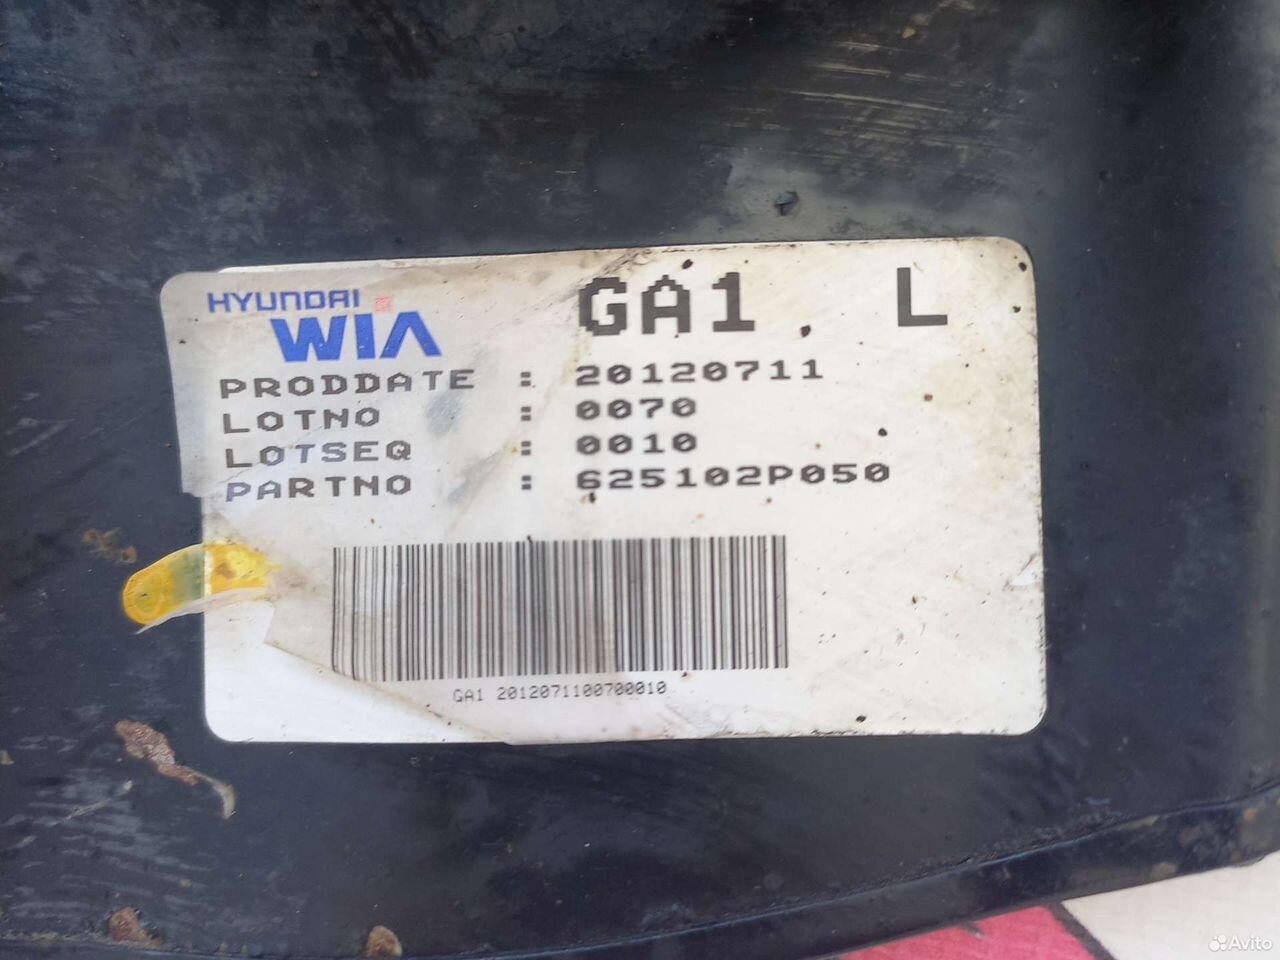 HYUNDAI
WIA
GA1 L
PRODDATE : 20120711
LOTNO : 0070
LOTSEQ : 0010
PARTNO : 625102P050
GA1 2012071100700010
Avito